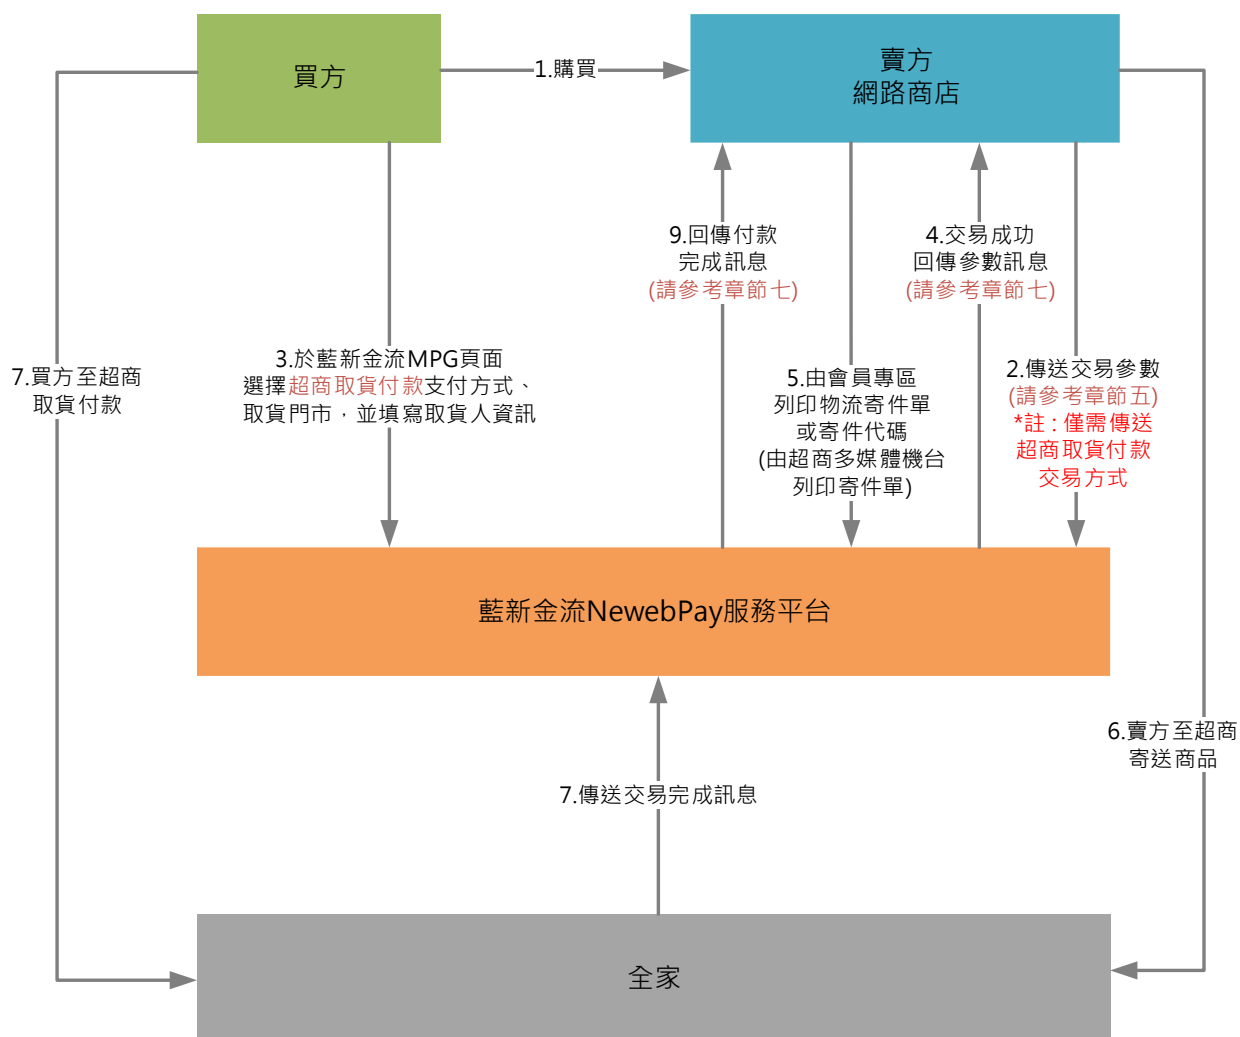 買方
1.購買
賣方
網路商店
9.回傳付款
完成訊息
(請參考章節七)
4.交易成功
回傳參數訊息
(請參考章節七)
3.於藍新金流MPG頁面
選擇超商取貨付款支付方式、
取貨門市，並填寫取貨人資訊
7.買方至超商
取貨付款
5.由會員專區
列印物流寄件單
或寄件代碼
(由超商多媒體機台
列印寄件單)
2.傳送交易參數
(請參考章節五)
*註:僅需傳送
超商取貨付款
交易方式
藍新金流NewebPay服務平台
6.賣方至超商
寄送商品
7.傳送交易完成訊息
全家